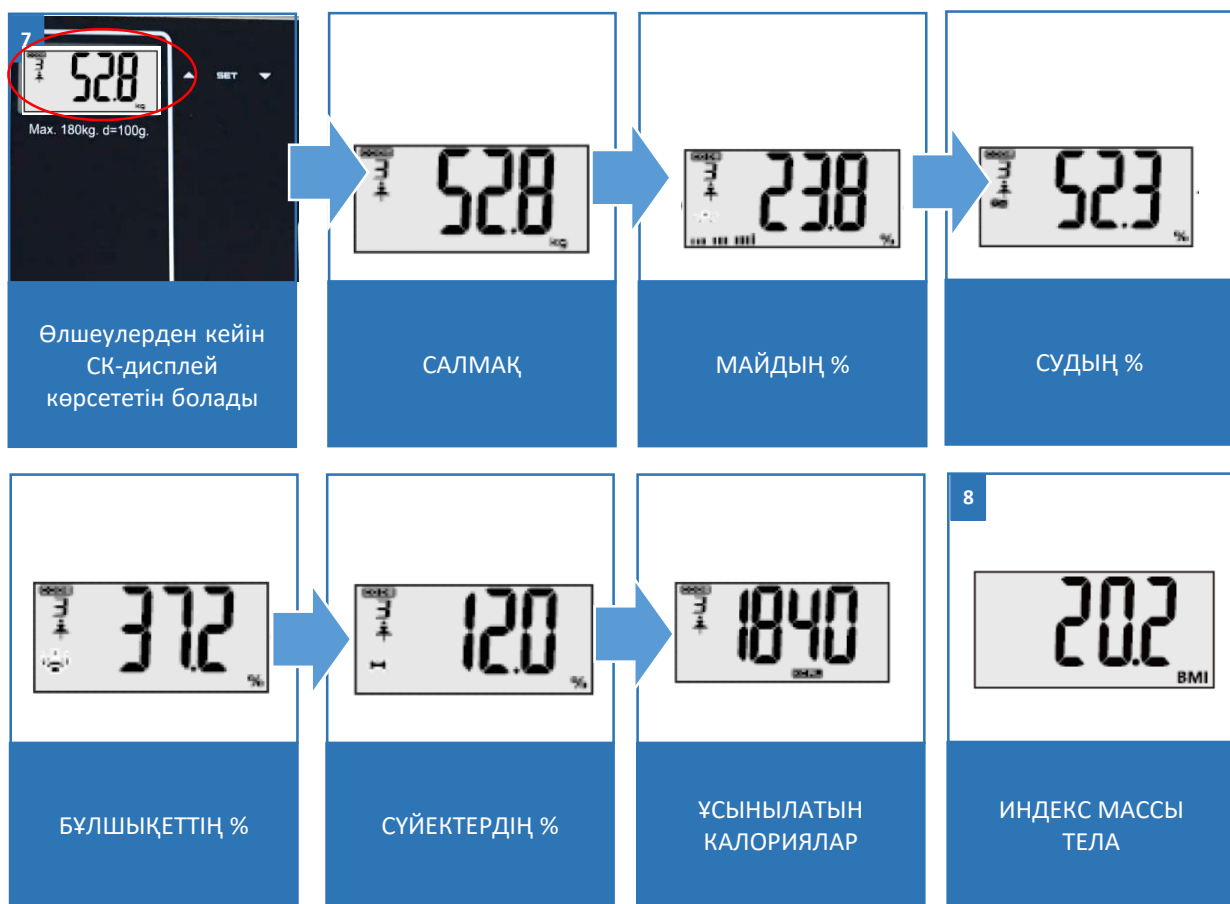 7
52.8
kg
SET
Max. 180kg. d=100g.
52.8
kg
23.8
%
52.3
%
Өлшеулерден кейін
СК-дисплей
көрсететін болады
САЛМАҚ
МАЙДЫҢ %
СУДЫҢ %
8
37.2
%
12.0
%
1840
20.2
BMI
БҰЛШЫҚЕТТІҢ %
СҮЙЕКТЕРДІҢ %
ҰСЫНЫЛАТЫН
КАЛОРИЯЛАР
ИНДЕКС МАССЫ
ТЕЛА